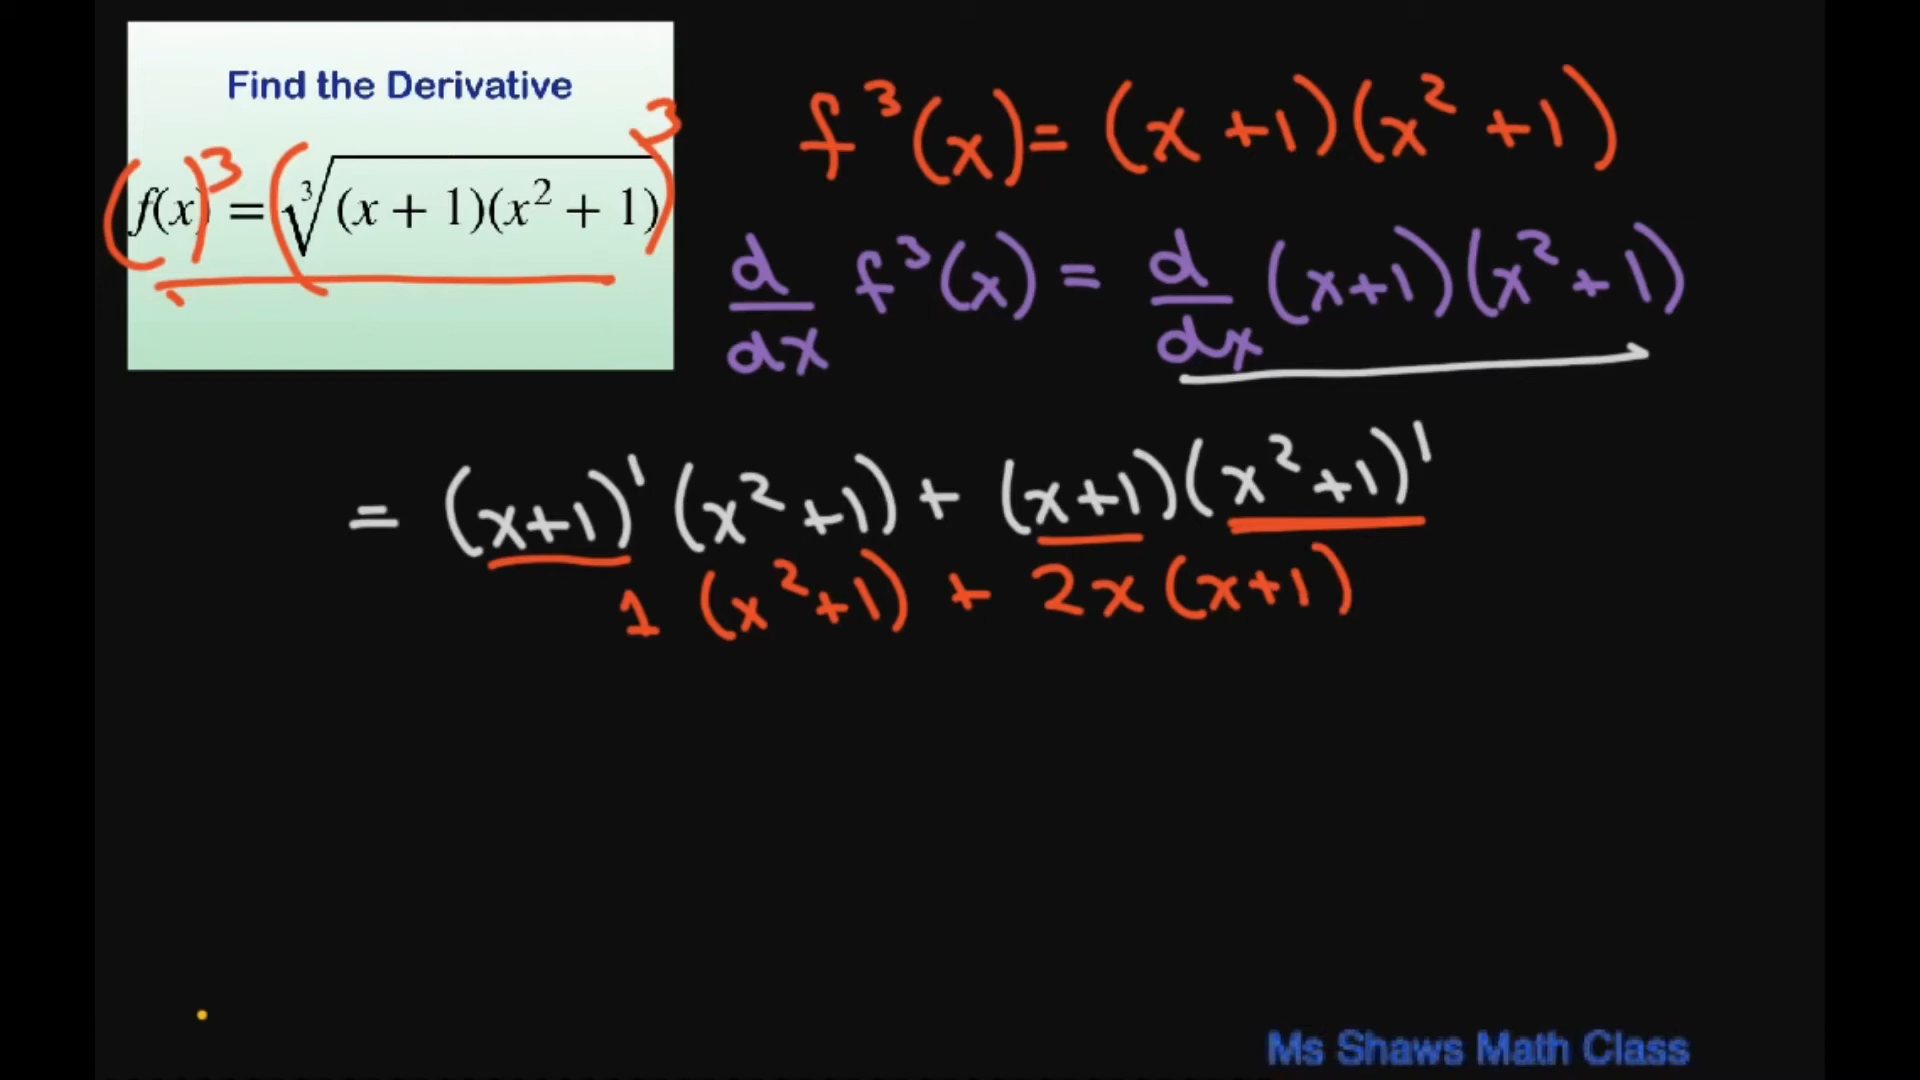 Find the Derivative
(f(x))³ = (∛(x + 1)(x² + 1))³
f³(x) = (x+1)(x²+1)
d/dx f³(x) = d/dx (x+1)(x²+1)
= (x+1)'(x²+1) + (x+1)(x²+1)'
1 (x²+1) + 2x(x+1)
Ms Shaws Math Class